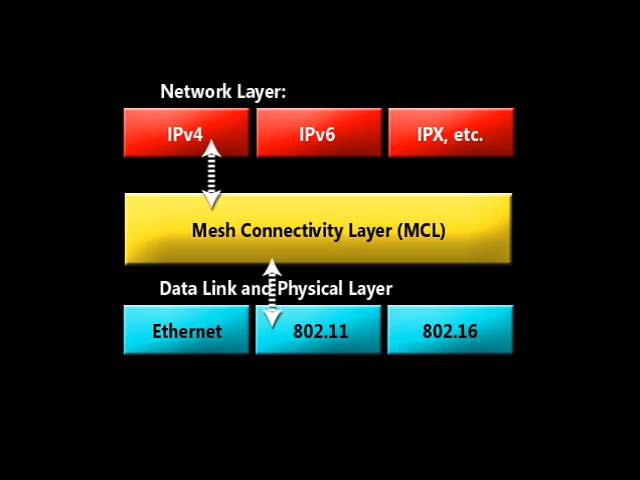 Network Layer:
IPv4 IPv6 IPX, etc.
Mesh Connectivity Layer (MCL)
Data Link and Physical Layer
Ethernet 802.11 802.16